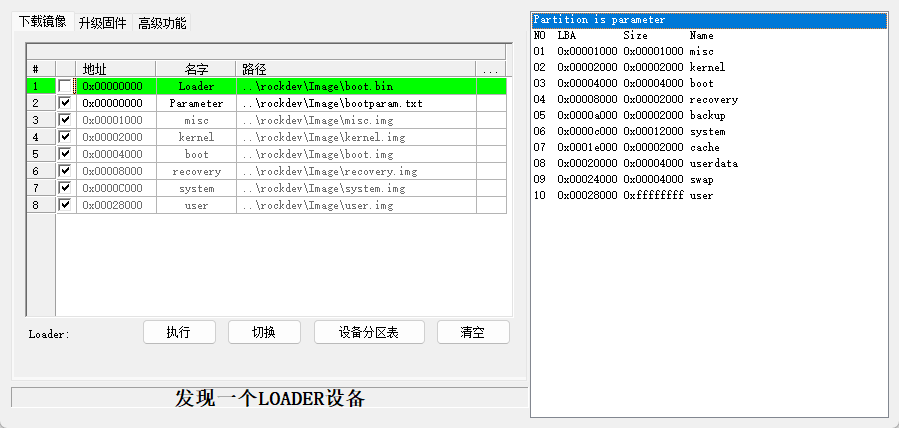 下载镜像 升级固件 高级功能
# 地址 名字 路径 ...
1 0x00000000 Loader ..\rockdev\Image\boot.bin
2 0x00000000 Parameter ..\rockdev\Image\bootparam.txt
3 0x00001000 misc ..\rockdev\Image\misc.img
4 0x00002000 kernel ..\rockdev\Image\kernel.img
5 0x00004000 boot ..\rockdev\Image\boot.img
6 0x00008000 recovery ..\rockdev\Image\recovery.img
7 0x0000C000 system ..\rockdev\Image\system.img
8 0x00028000 user ..\rockdev\Image\user.img
Loader: 执行 切换 设备分区表 清空
发现一个LOADER设备
Partition is parameter
NO LBA Size Name
01 0x00001000 0x00001000 misc
02 0x00002000 0x00002000 kernel
03 0x00004000 0x00004000 boot
04 0x00008000 0x00002000 recovery
05 0x0000a000 0x00002000 backup
06 0x0000c000 0x00012000 system
07 0x0001e000 0x00002000 cache
08 0x00020000 0x00004000 userdata
09 0x00024000 0x00004000 swap
10 0x00028000 0xffffffff user